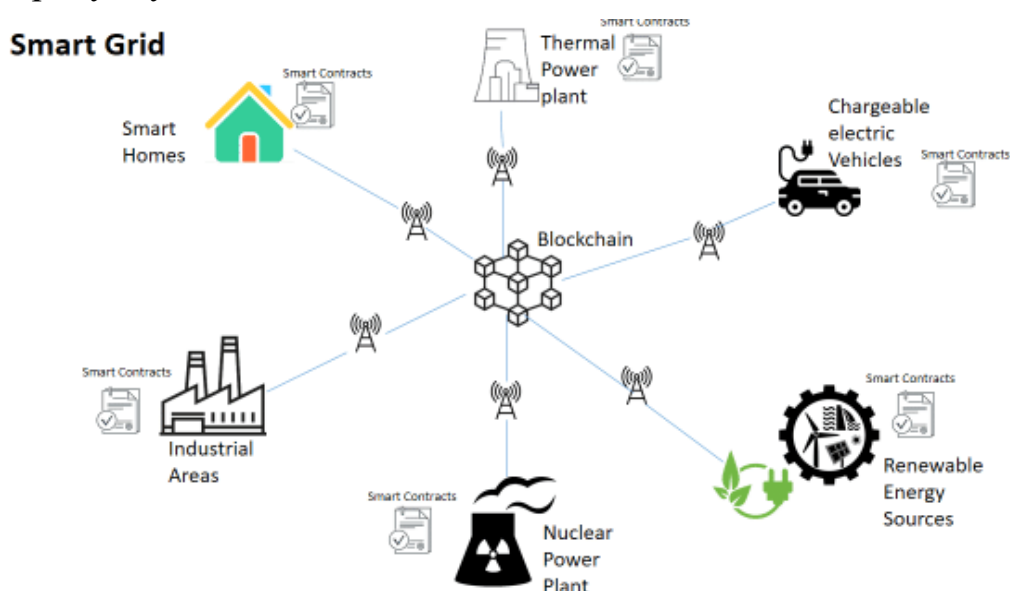 Smart Grid
Smart Contracts
Thermal
Power
plant
Smart Contracts
Smart
Homes
Chargeable
electric
Vehicles
Smart Contracts
Blockchain
Smart Contracts
Industrial
Areas
Smart Contracts
Renewable
Energy
Sources
Smart Contracts
Nuclear
Power
Plant